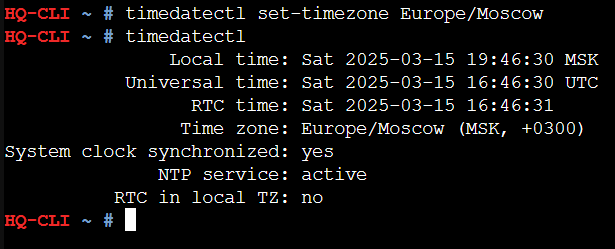 HQ-CLI ~ # timedatectl set-timezone Europe/Moscow
HQ-CLI ~ # timedatectl
Local time: Sat 2025-03-15 19:46:30 MSK
Universal time: Sat 2025-03-15 16:46:30 UTC
RTC time: Sat 2025-03-15 16:46:31
Time zone: Europe/Moscow (MSK, +0300)
System clock synchronized: yes
NTP service: active
RTC in local TZ: no
HQ-CLI ~ #